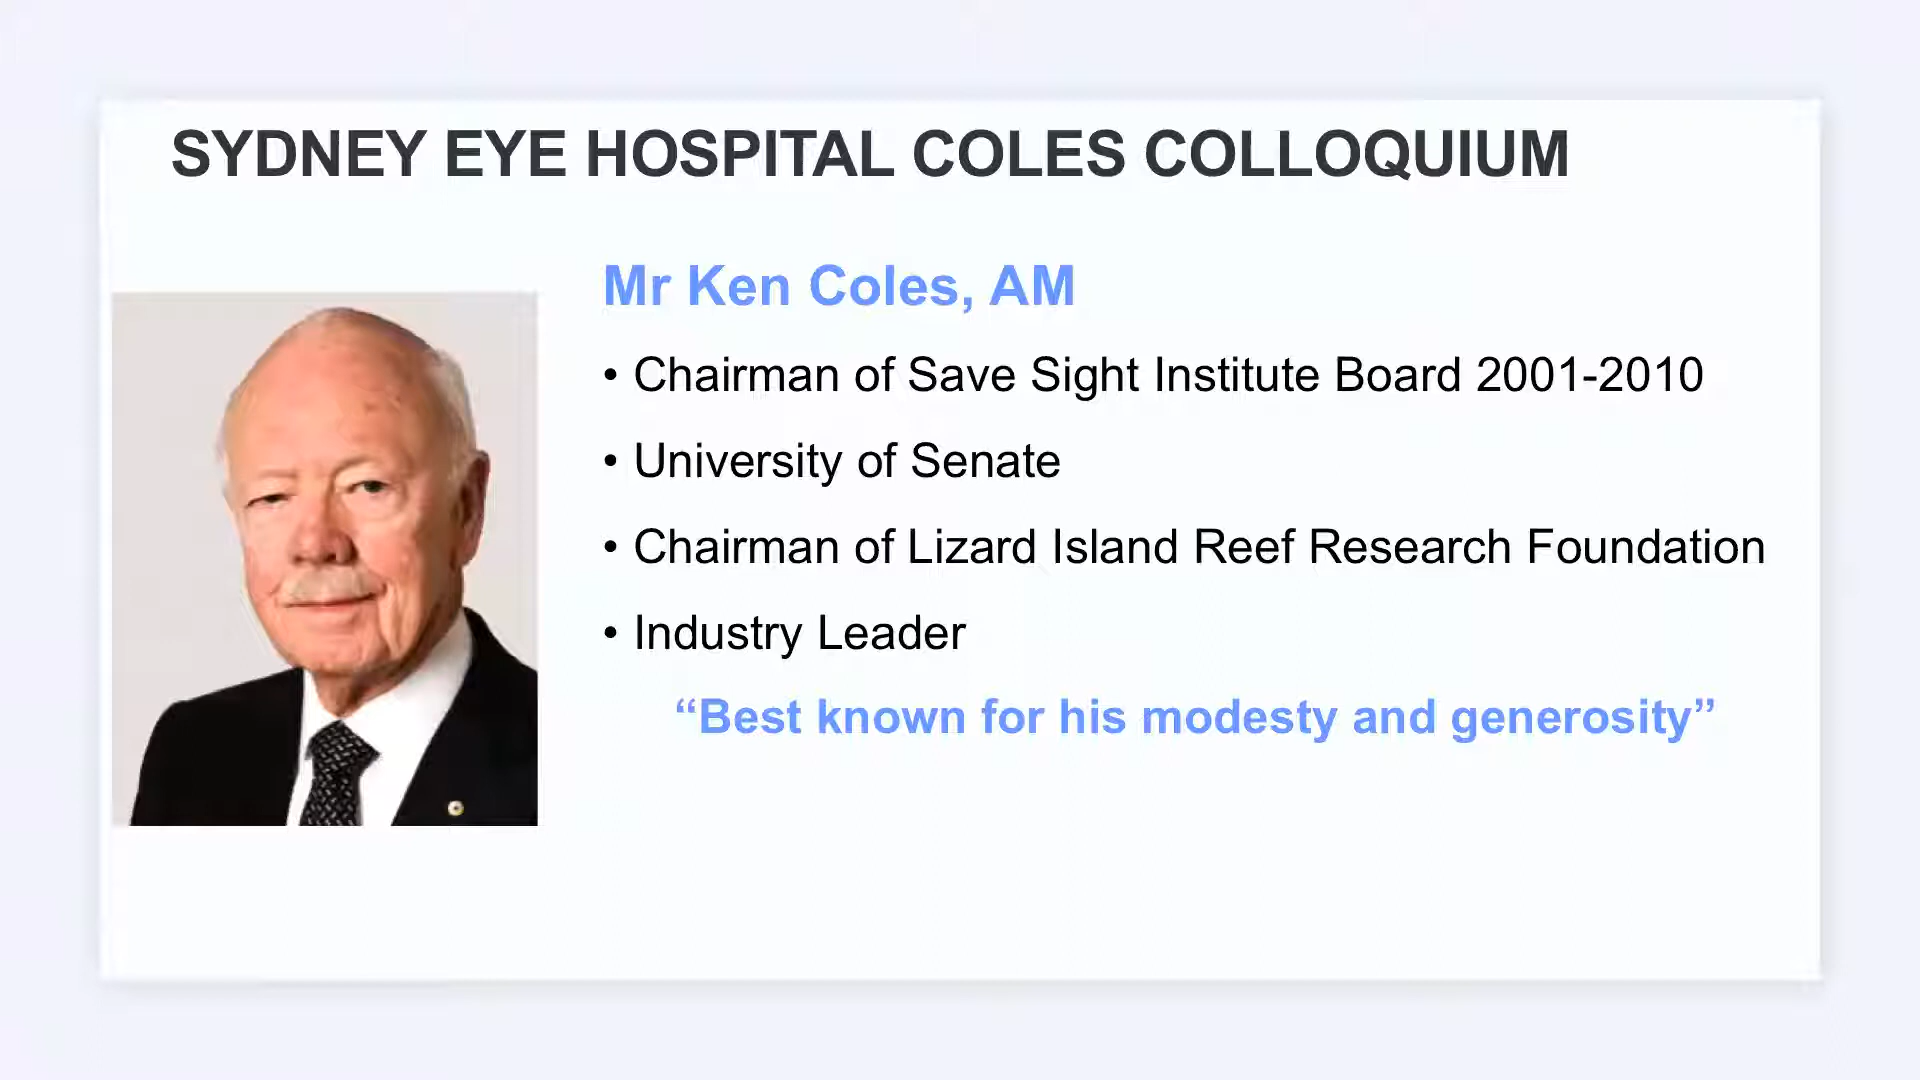 SYDNEY EYE HOSPITAL COLES COLLOQUIUM
Mr Ken Coles, AM
• Chairman of Save Sight Institute Board 2001-2010
• University of Senate
• Chairman of Lizard Island Reef Research Foundation
• Industry Leader
“Best known for his modesty and generosity”